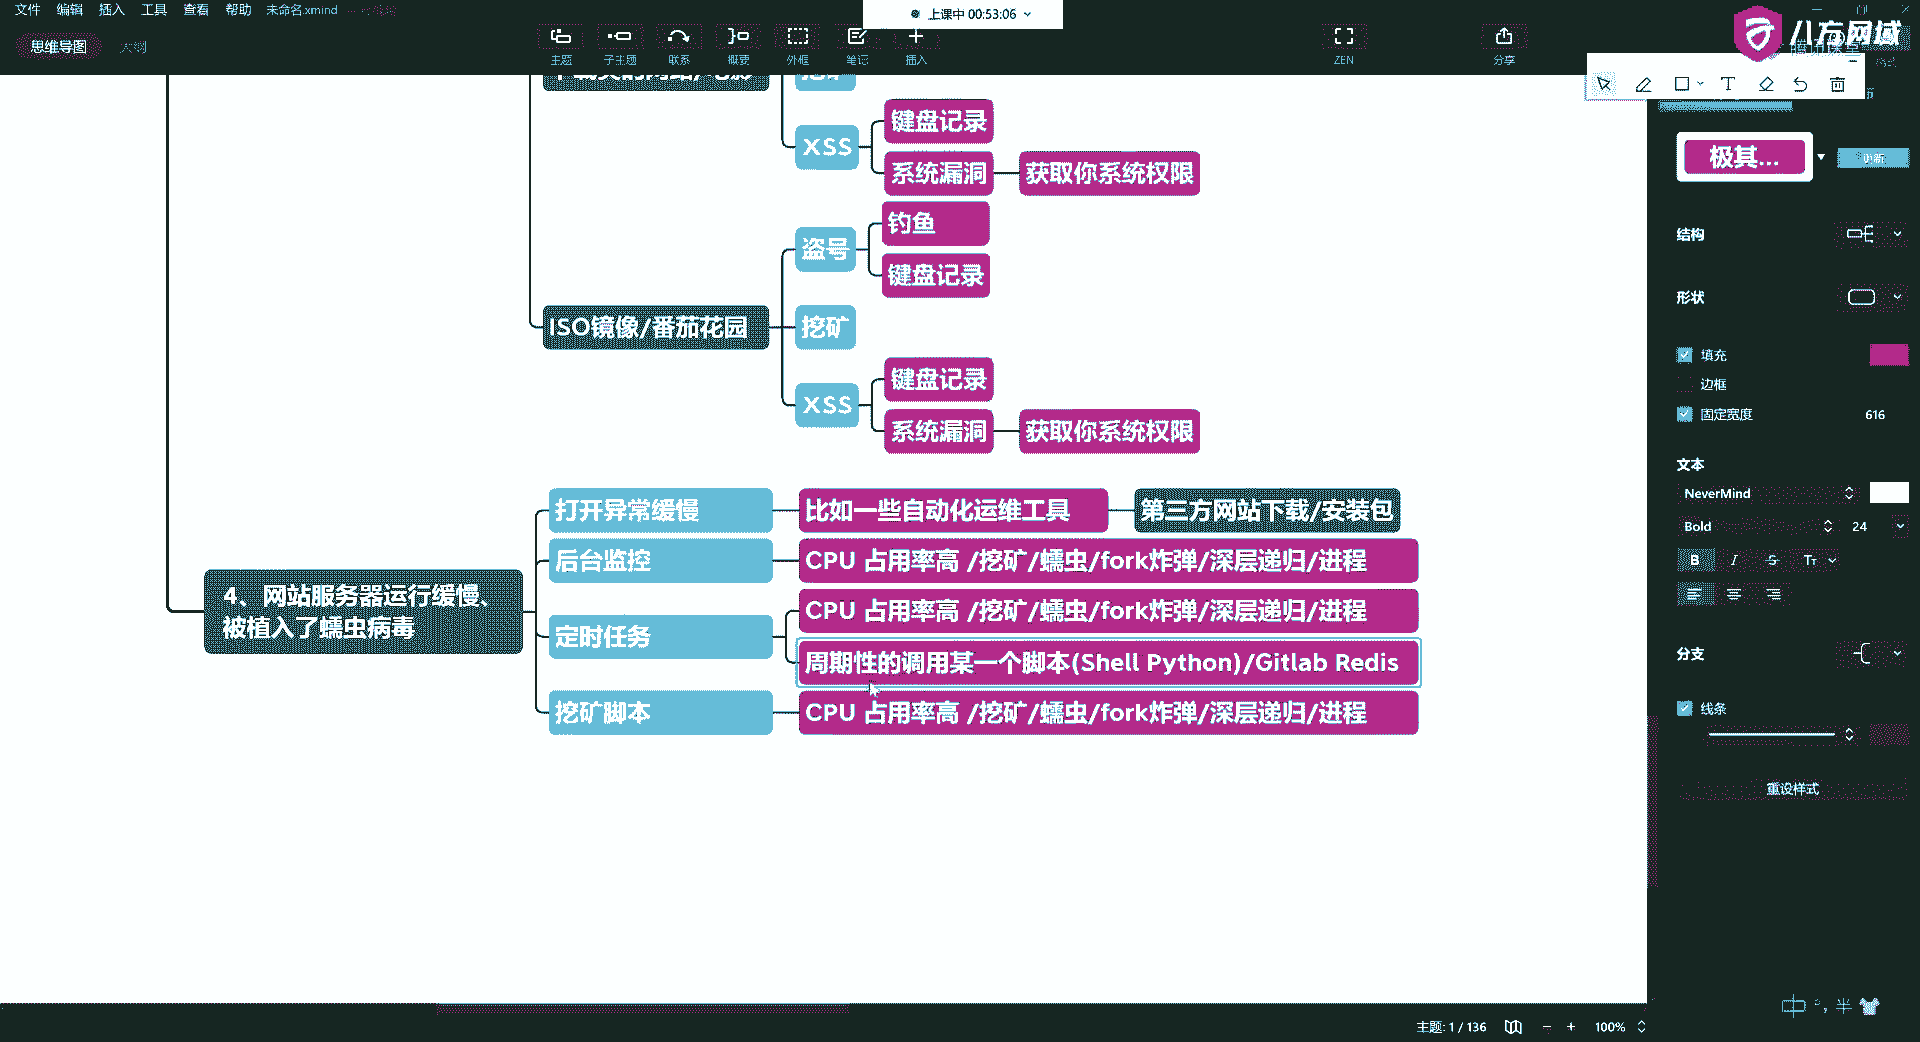 文件 编辑 插入 工具 查看 帮助 未命名.xmind
上课中 00:53:06
八方网域
腾讯课堂
思维导图 大纲
主题 子主题 联系 概要 外框 笔记 插入 ZEN 分享
XSS
键盘记录
系统漏洞 获取你系统权限
盗号
钓鱼
键盘记录
ISO镜像/番茄花园
挖矿
XSS
键盘记录
系统漏洞 获取你系统权限
4、网站服务器运行缓慢、
被植入了蠕虫病毒
打开异常缓慢 比如一些自动化运维工具 第三方网站下载/安装包
后台监控 CPU 占用率高 /挖矿/蠕虫/fork炸弹/深层递归/进程
定时任务
CPU 占用率高 /挖矿/蠕虫/fork炸弹/深层递归/进程
周期性的调用某一个脚本(Shell Python)/Gitlab Redis
挖矿脚本 CPU 占用率高 /挖矿/蠕虫/fork炸弹/深层递归/进程
极其... 更新
结构
形状
填充
边框
固定宽度 616
文本
NeverMind
Bold 24
B I S Tт
分支
线条
重设样式
中 °, 半
主题: 1 / 136 100%